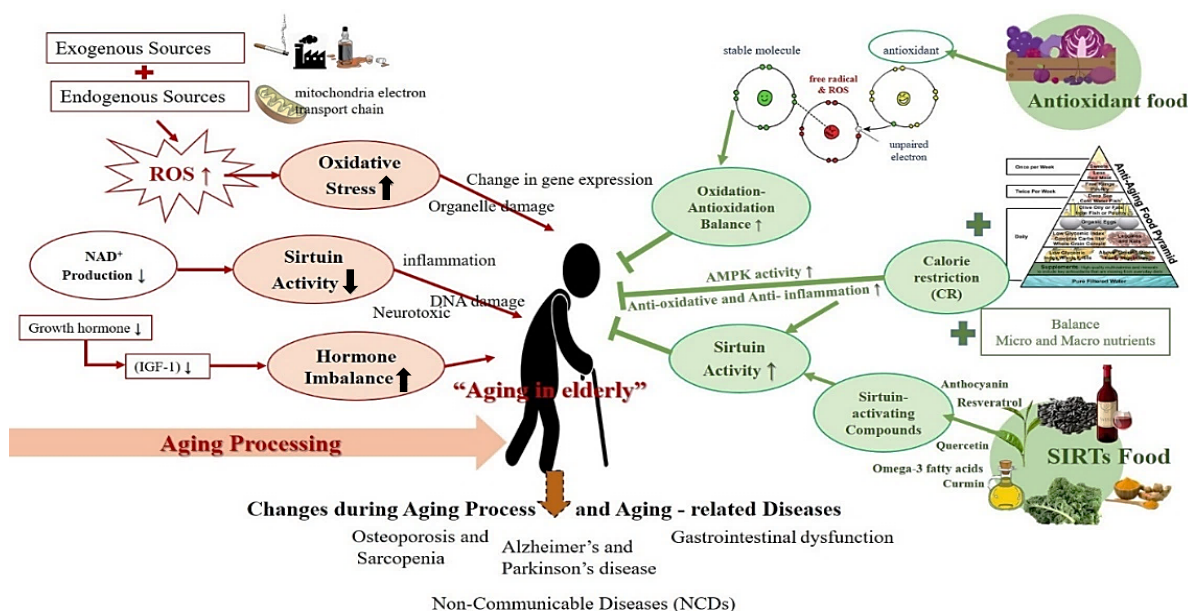 Exogenous Sources
Endogenous Sources
mitochondria electron
transport chain
ROS ↑
Oxidative
Stress
Change in gene expression
Organelle damage
NAD⁺
Production ↓
Sirtuin
Activity
inflammation
DNA damage
Neurotoxic
Growth hormone ↓
(IGF-1) ↓
Hormone
Imbalance
“Aging in elderly”
Aging Processing
stable molecule
antioxidant
free radical
& ROS
unpaired
electron
Antioxidant food
Oxidation-
Antioxidation
Balance ↑
AMPK activity ↑
Anti-oxidative and Anti- inflammation ↑
Calorie
restriction
(CR)
Once per Week
Twice Per Week
Daily
Anti-Aging Food Pyramid
Organic Eggs
Supplements:
Pure Filtered Water
Balance
Micro and Macro nutrients
Sirtuin
Activity ↑
Sirtuin-
activating
Compounds
Anthocyanin
Resveratrol
Quercetin
Omega-3 fatty acids
Curmin
SIRTs Food
Changes during Aging Process and Aging - related Diseases
Osteoporosis and
Sarcopenia
Alzheimer’s and
Parkinson’s disease
Gastrointestinal dysfunction
Non-Communicable Diseases (NCDs)